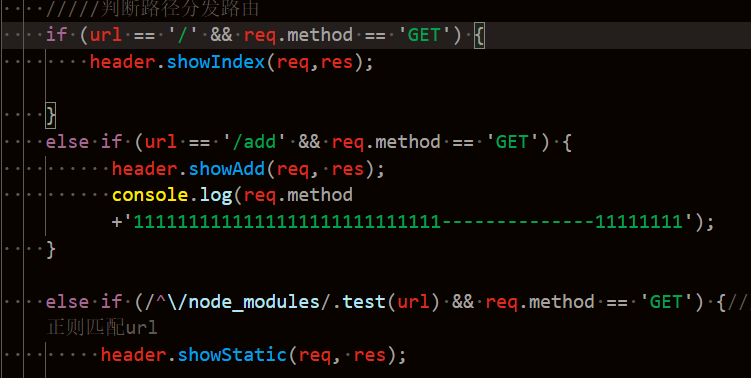 /////判断路径分发路由
if (url == '/' && req.method == 'GET') {
header.showIndex(req,res);
}
else if (url == '/add' && req.method == 'GET') {
header.showAdd(req, res);
console.log(req.method
+'1111111111111111111111111111--------------11111111');
}
else if (/^\/node_modules/.test(url) && req.method == 'GET') {//
正则匹配url
header.showStatic(req, res);